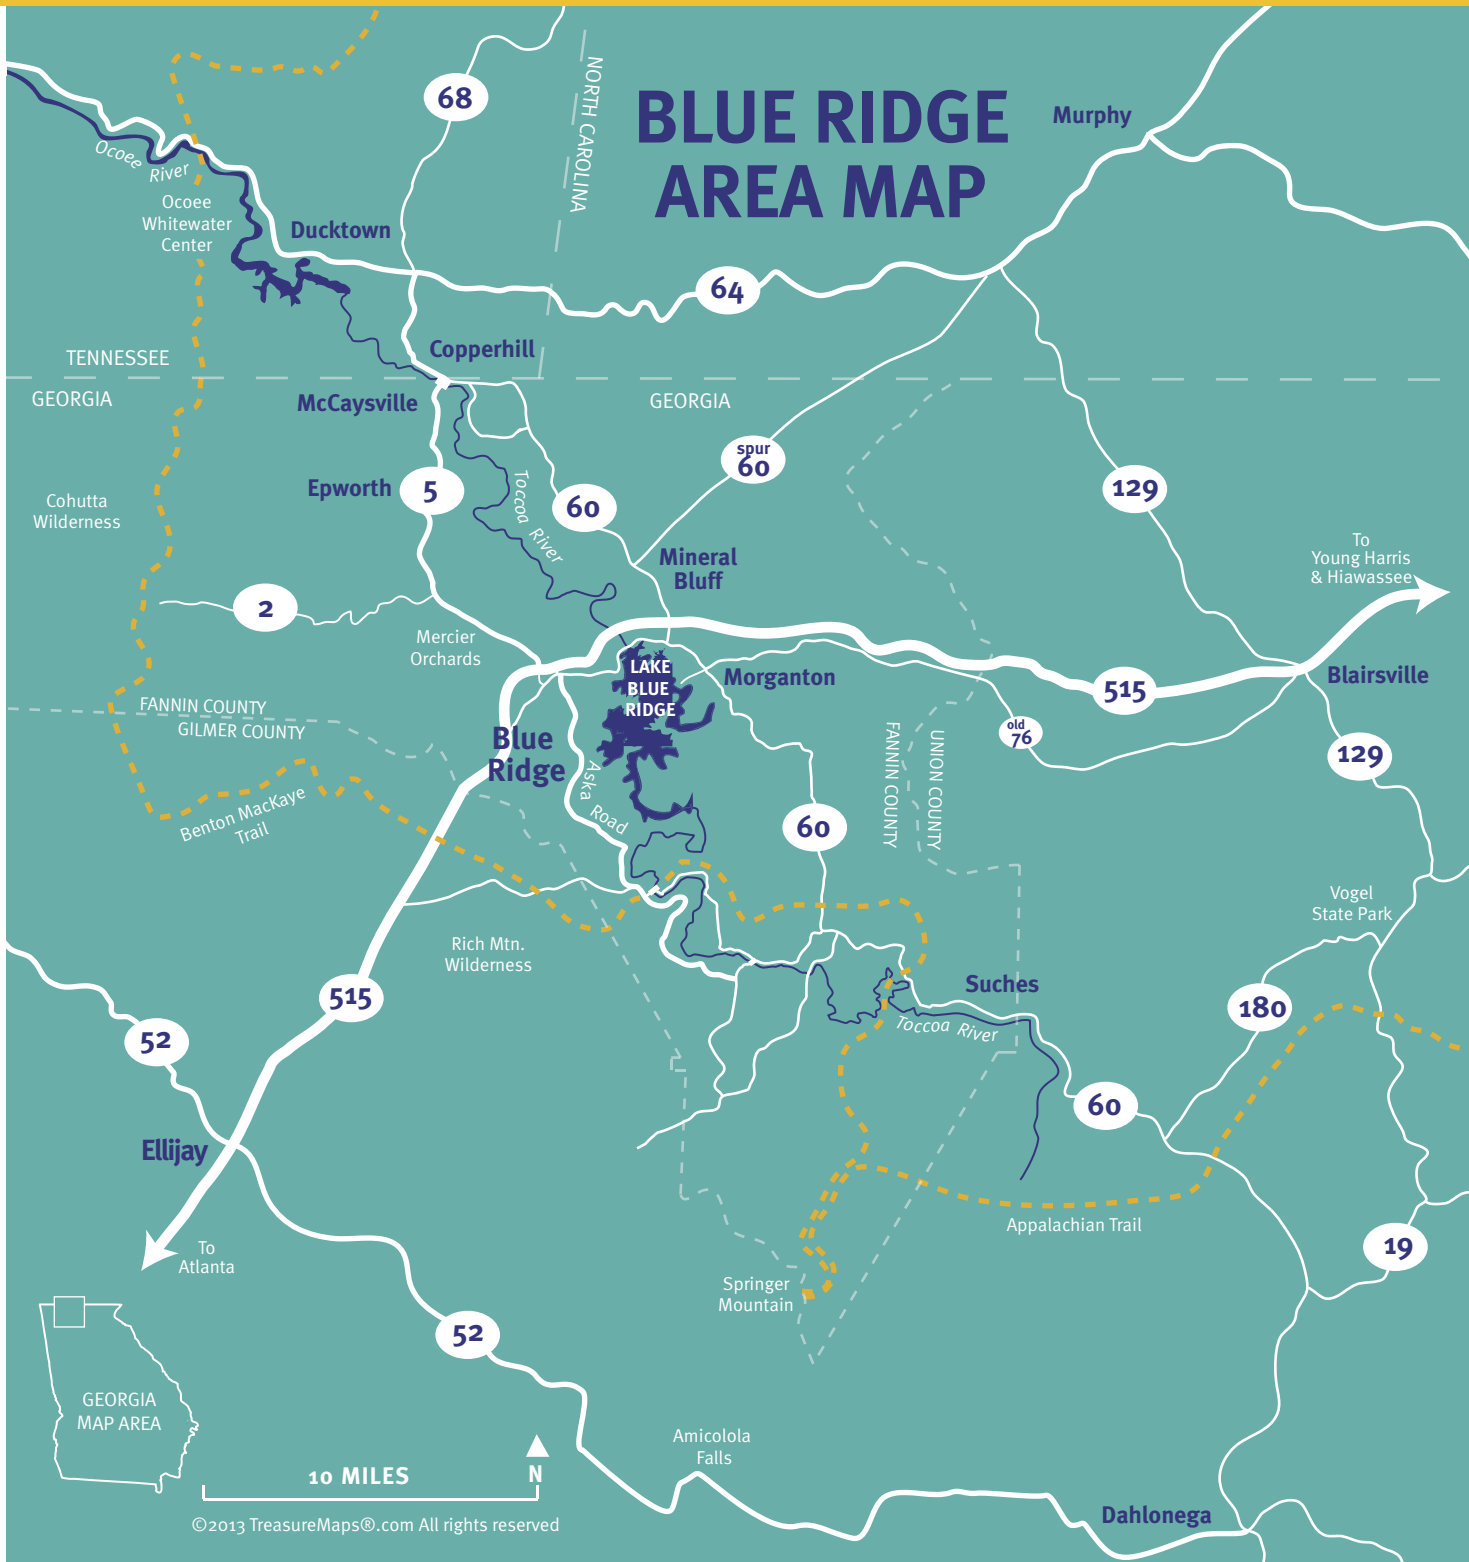 BLUE RIDGE
AREA MAP
68
NORTH CAROLINA
Murphy
Ocoee
River
Ocoee
Whitewater
Center
Ducktown
64
Copperhill
TENNESSEE
GEORGIA
GEORGIA
McCaysville
spur
60
Epworth
5
129
Cohutta
Wilderness
Toccoa River
60
To
Young Harris
& Hiawassee
Mineral
Bluff
2
Mercier
Orchards
LAKE
BLUE
RIDGE
Morganton
515
Blairsville
FANNIN COUNTY
GILMER COUNTY
old
76
FANNIN COUNTY
UNION COUNTY
Blue
Ridge
129
Aska Road
Benton MacKaye
Trail
60
Vogel
State Park
Rich Mtn.
Wilderness
515
Suches
180
Toccoa River
52
60
Ellijay
Appalachian Trail
19
To
Atlanta
Springer
Mountain
52
GEORGIA
MAP AREA
Amicolola
Falls
10 MILES
N
Dahlonega
©2013 TreasureMaps®.com All rights reserved